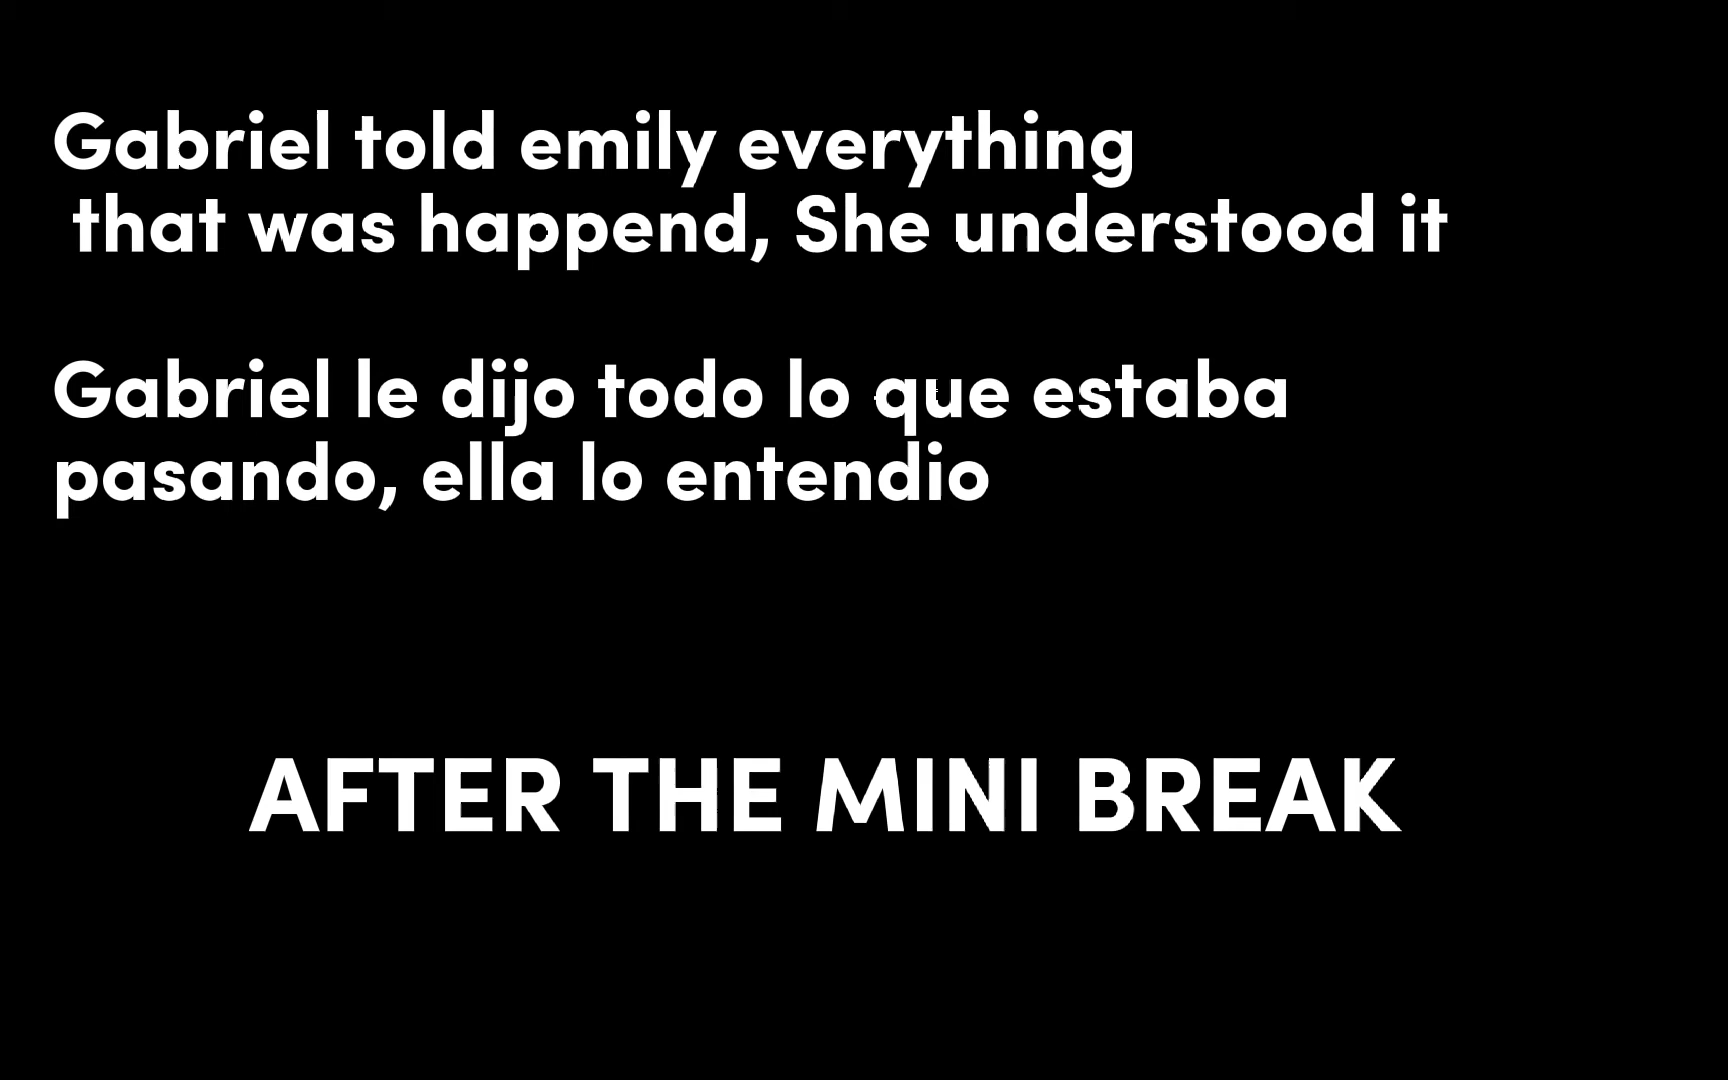 Gabriel told emily everything
that was happend, She understood it
Gabriel le dijo todo lo que estaba
pasando, ella lo entendio
AFTER THE MINI BREAK